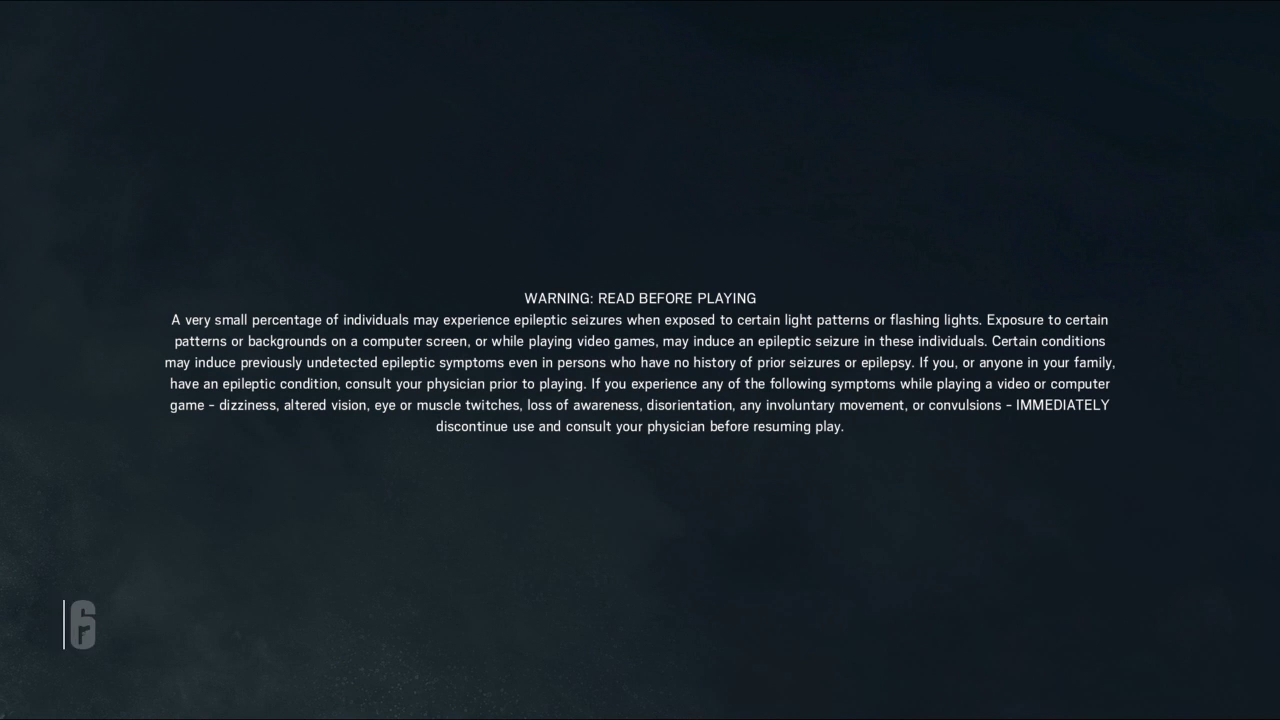 WARNING: READ BEFORE PLAYING
A very small percentage of individuals may experience epileptic seizures when exposed to certain light patterns or flashing lights. Exposure to certain
patterns or backgrounds on a computer screen, or while playing video games, may induce an epileptic seizure in these individuals. Certain conditions
may induce previously undetected epileptic symptoms even in persons who have no history of prior seizures or epilepsy. If you, or anyone in your family,
have an epileptic condition, consult your physician prior to playing. If you experience any of the following symptoms while playing a video or computer
game – dizziness, altered vision, eye or muscle twitches, loss of awareness, disorientation, any involuntary movement, or convulsions – IMMEDIATELY
discontinue use and consult your physician before resuming play.
6